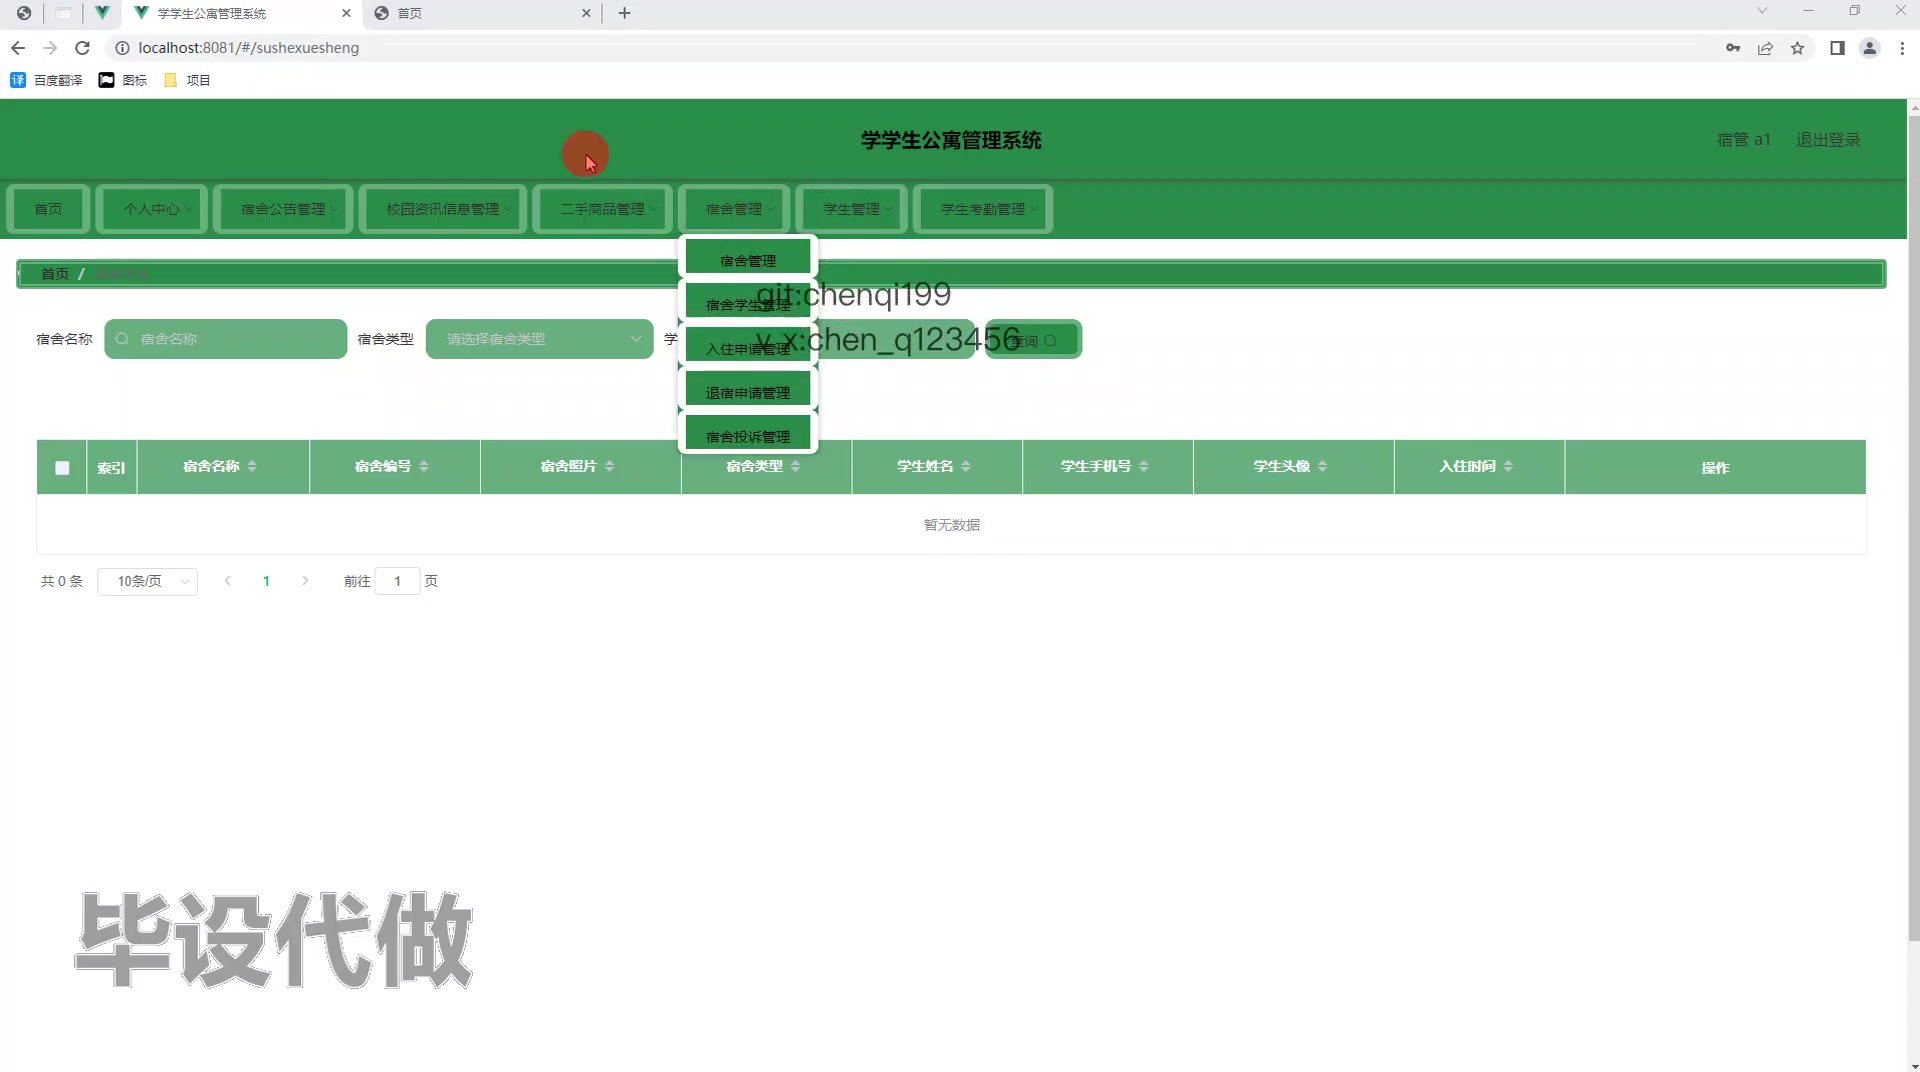 学学生公寓管理系统
首页
localhost:8081/#/sushexuesheng
百度翻译
图标
项目
学学生公寓管理系统
宿管 a1
退出登录
首页
个人中心
宿舍公告管理
校园资讯信息管理
二手商品管理
宿舍管理
学生管理
学生考勤管理
宿舍管理
宿舍学生管理
入住申请管理
退宿申请管理
宿舍投诉管理
首页 /
git:chenqi199
v_x:chen_q123456
宿舍名称
宿舍名称
宿舍类型
请选择宿舍类型
学
查询
索引
宿舍名称
宿舍编号
宿舍照片
宿舍类型
学生姓名
学生手机号
学生头像
入住时间
操作
暂无数据
共 0 条
10条/页
1
前往 1 页
毕设代做